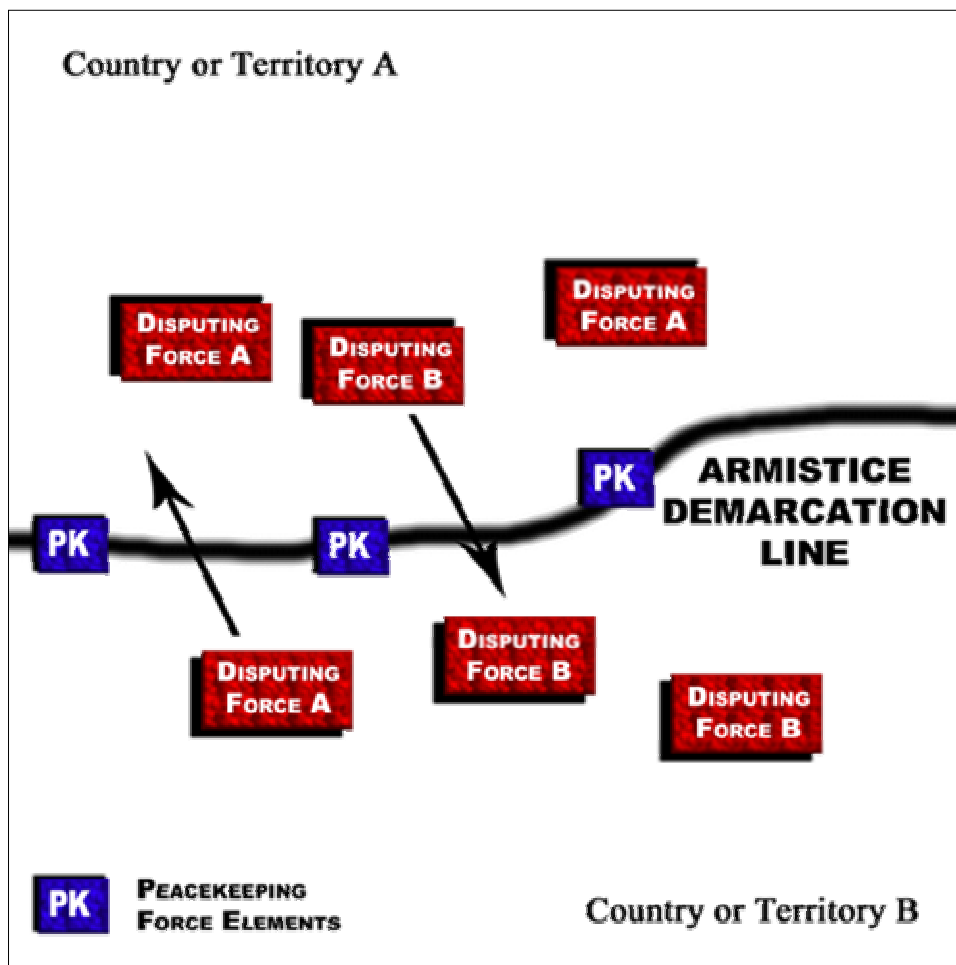 Country or Territory A
DISPUTING
FORCE A
DISPUTING
FORCE B
DISPUTING
FORCE A
PK
PK
PK
ARMISTICE
DEMARCATION
LINE
DISPUTING
FORCE A
DISPUTING
FORCE B
DISPUTING
FORCE B
PK
PEACEKEEPING
FORCE ELEMENTS
Country or Territory B